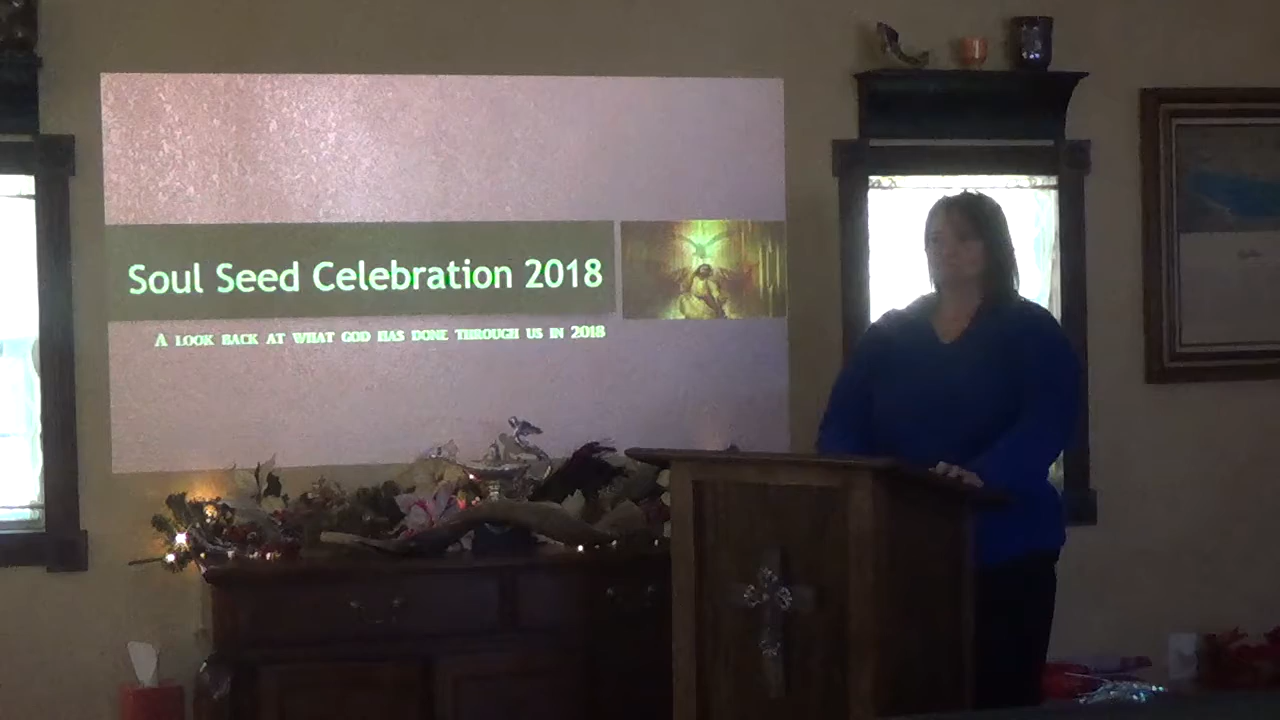 Soul Seed Celebration 2018
A LOOK BACK AT WHAT GOD HAS DONE THROUGH US IN 2018